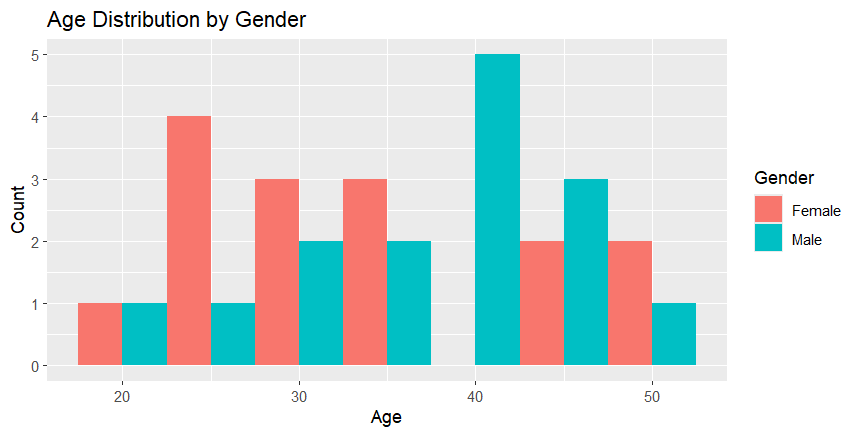 Age Distribution by Gender
5
4
3
2
1
0
Count
20 30 40 50
Age
Gender
Female
Male